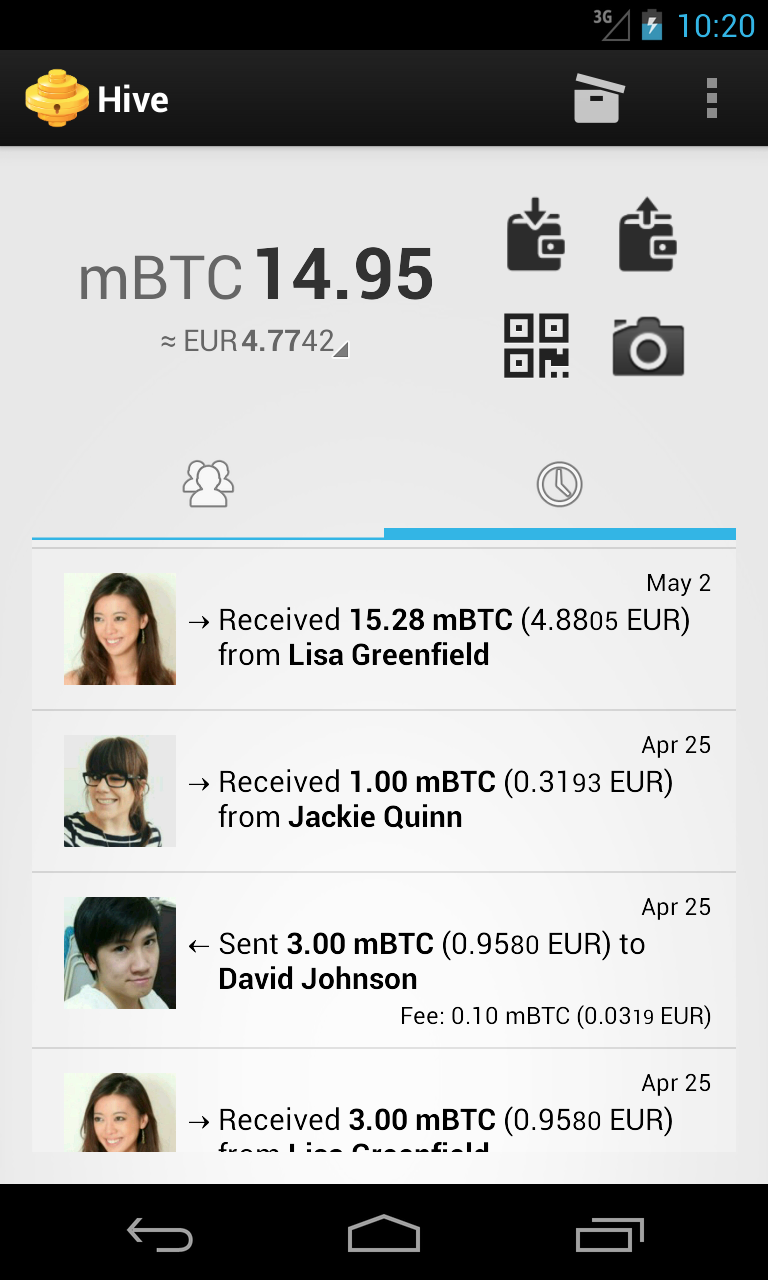 3G 10:20
Hive
mBTC 14.95
≈ EUR 4.7742
May 2
→ Received 15.28 mBTC (4.8805 EUR)
from Lisa Greenfield
Apr 25
→ Received 1.00 mBTC (0.3193 EUR)
from Jackie Quinn
Apr 25
← Sent 3.00 mBTC (0.9580 EUR) to
David Johnson
Fee: 0.10 mBTC (0.0319 EUR)
Apr 25
→ Received 3.00 mBTC (0.9580 EUR)
from Lisa Greenfield